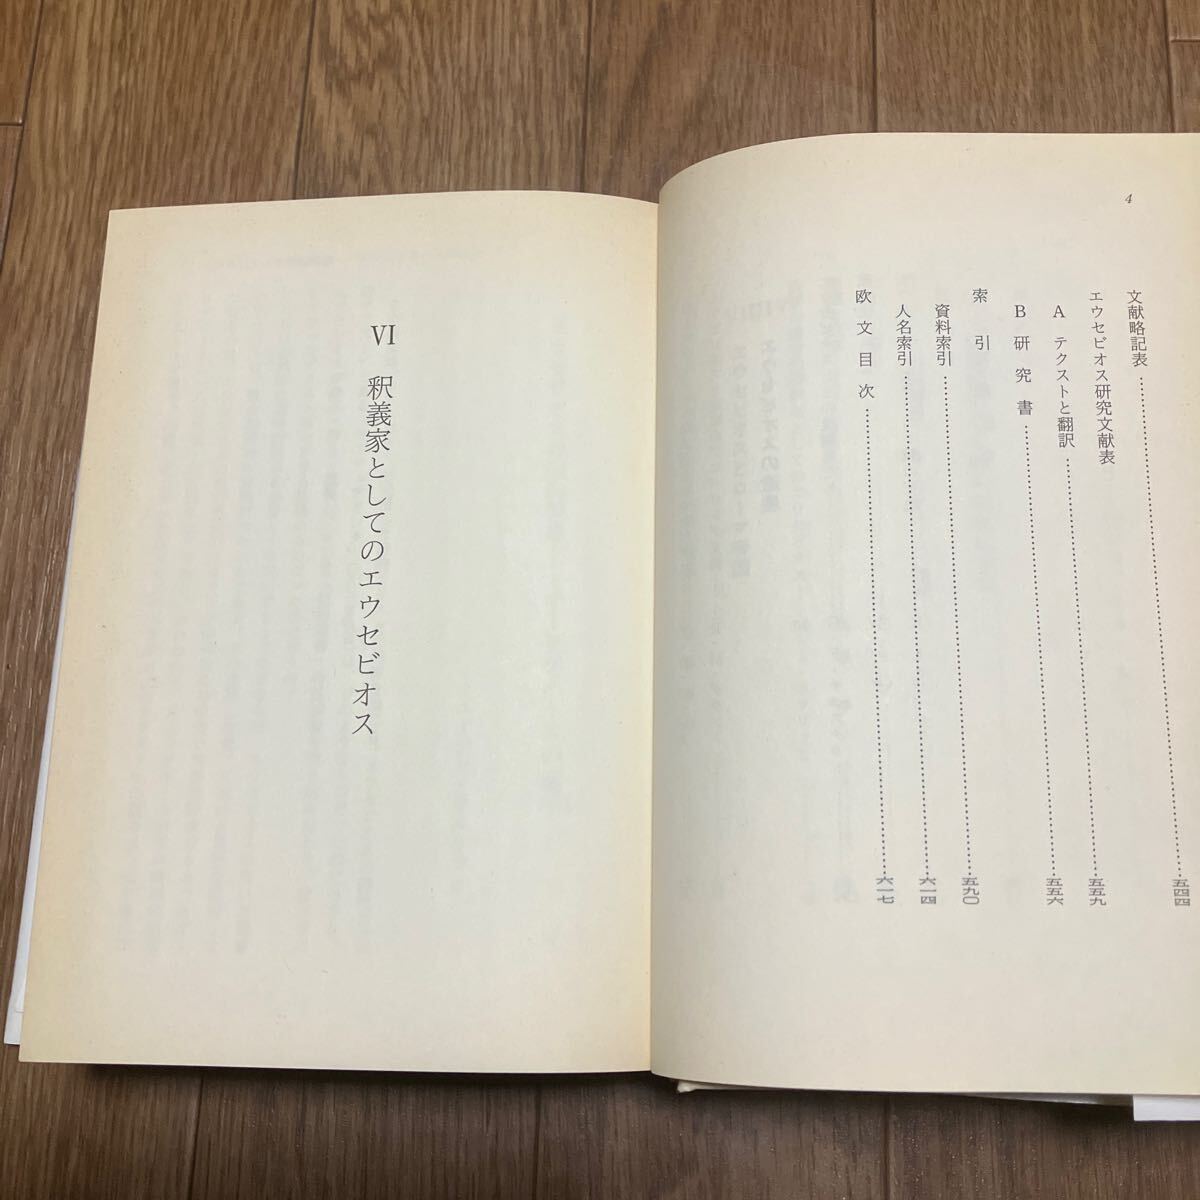 4
文献略記表……………五四四
エウセビオス研究文献表
A テクストと翻訳……………五五九
B 研究書……………五五六
索引
資料索引……………五九〇
人名索引……………六一四
欧文目次……………六一七
VI 釈義家としてのエウセビオス